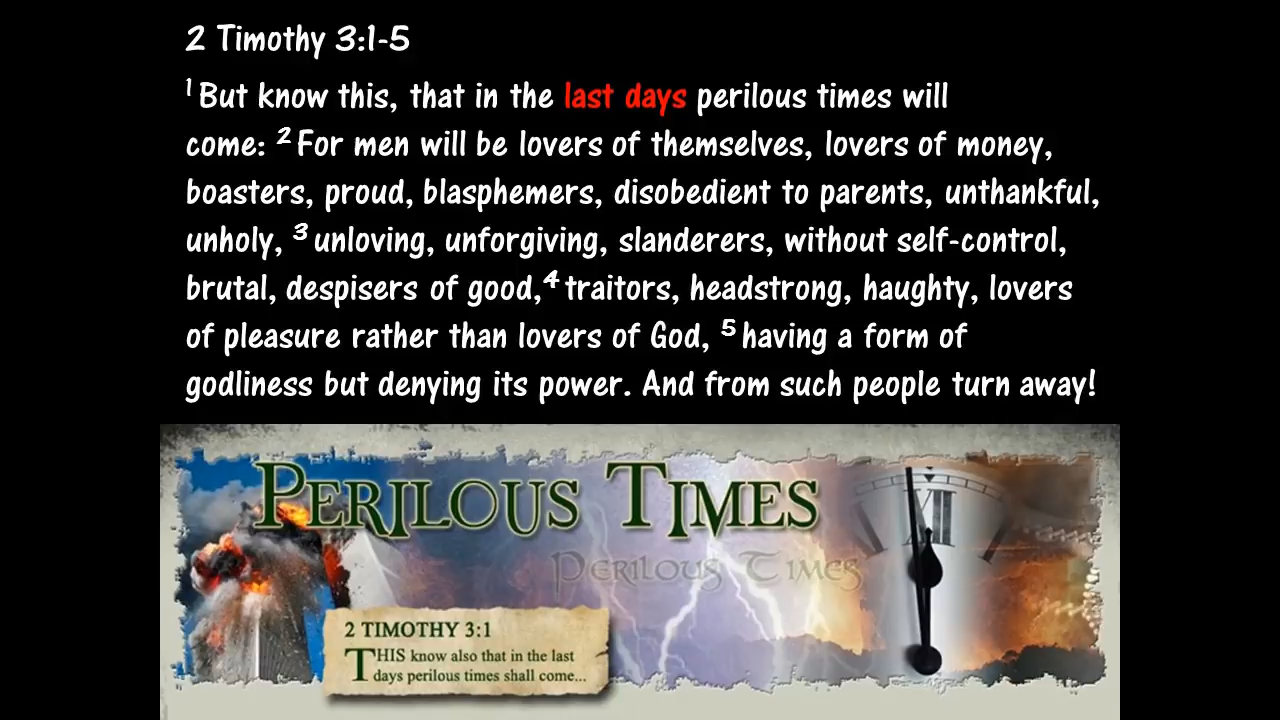 2 Timothy 3:1-5
1 But know this, that in the last days perilous times will
come: 2 For men will be lovers of themselves, lovers of money,
boasters, proud, blasphemers, disobedient to parents, unthankful,
unholy, 3 unloving, unforgiving, slanderers, without self-control,
brutal, despisers of good, 4 traitors, headstrong, haughty, lovers
of pleasure rather than lovers of God, 5 having a form of
godliness but denying its power. And from such people turn away!
PERILOUS TIMES
PERILOUS TIMES
VII
2 TIMOTHY 3:1
THIS know also that in the last
days perilous times shall come...